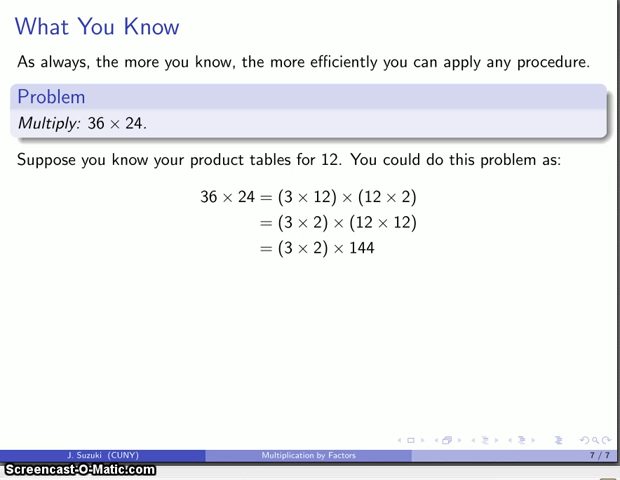 What You Know
As always, the more you know, the more efficiently you can apply any procedure.
Problem
Multiply: 36 × 24.
Suppose you know your product tables for 12. You could do this problem as:
36 × 24 = (3 × 12) × (12 × 2)
= (3 × 2) × (12 × 12)
= (3 × 2) × 144
J. Suzuki (CUNY) Multiplication by Factors 7 / 7
Screencast-O-Matic.com